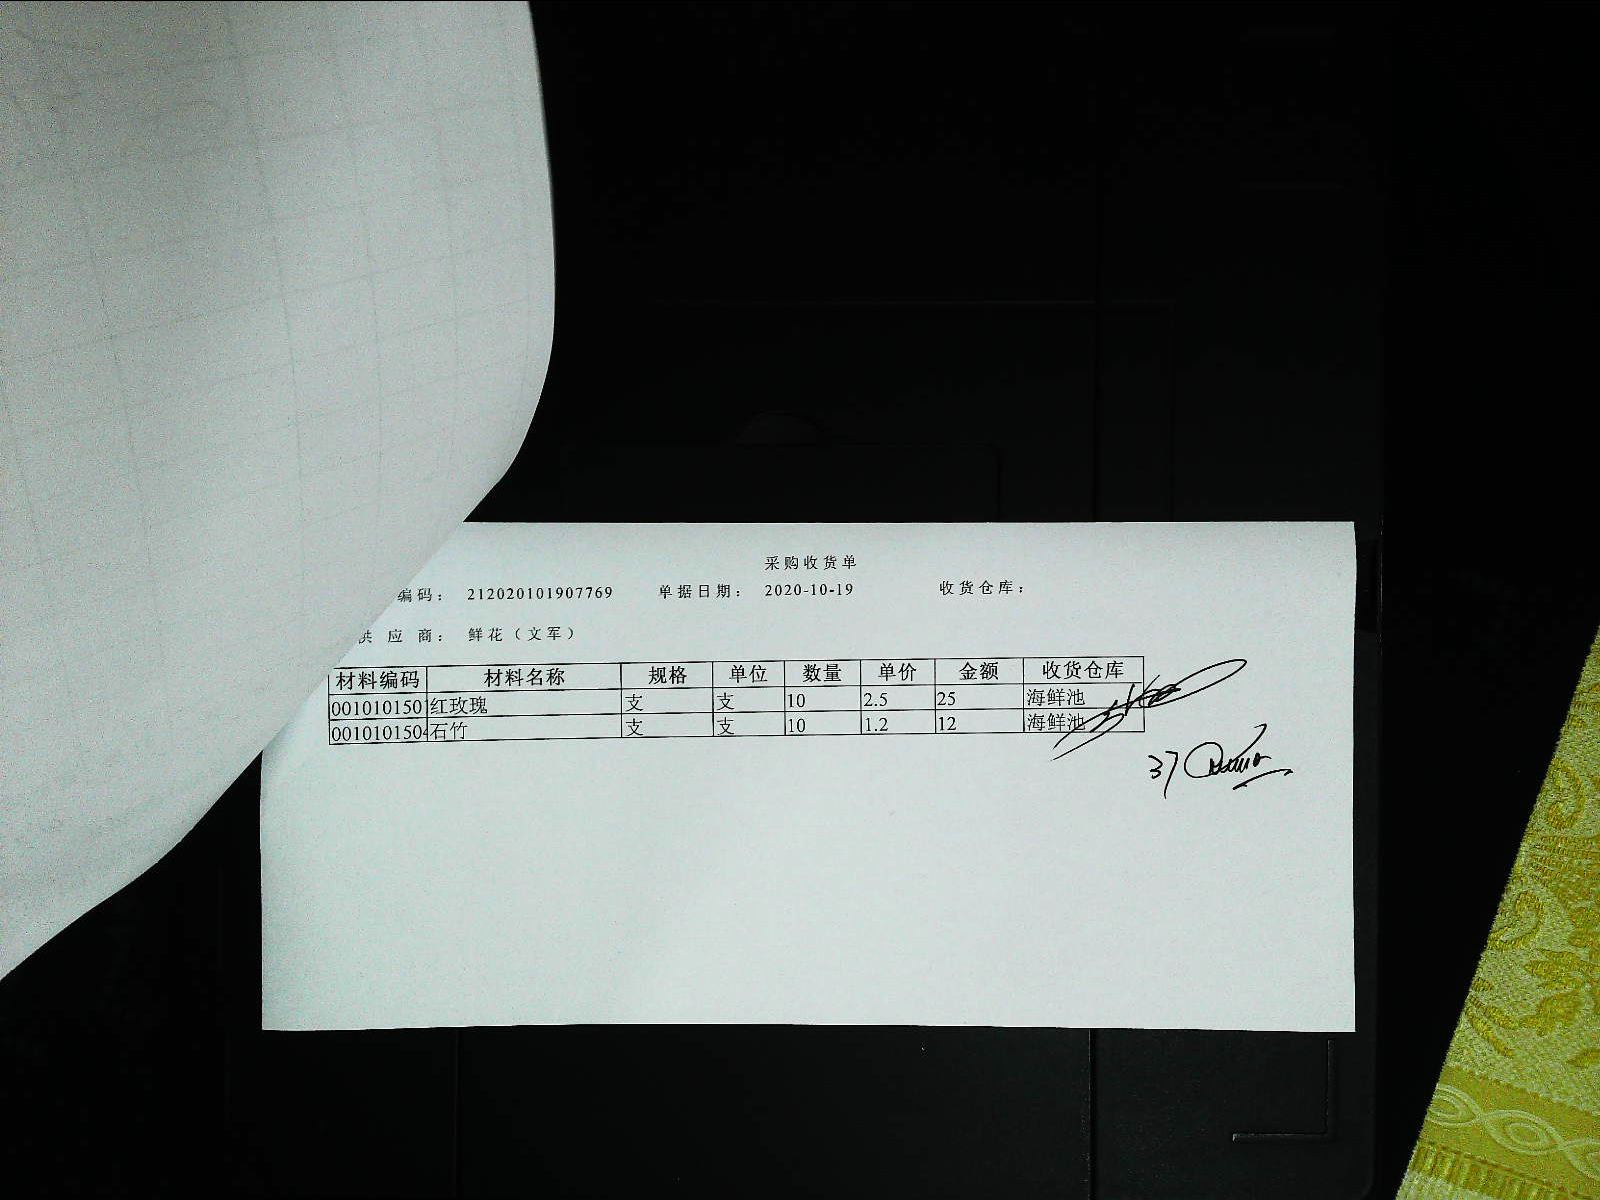 采购收货单
编码： 212020101907769 单据日期： 2020-10-19 收货仓库：
供应商： 鲜花（文军）
材料编码 材料名称 规格 单位 数量 单价 金额 收货仓库
001010150 红玫瑰 支 支 10 2.5 25 海鲜池
0010101504 石竹 支 支 10 1.2 12 海鲜池
37